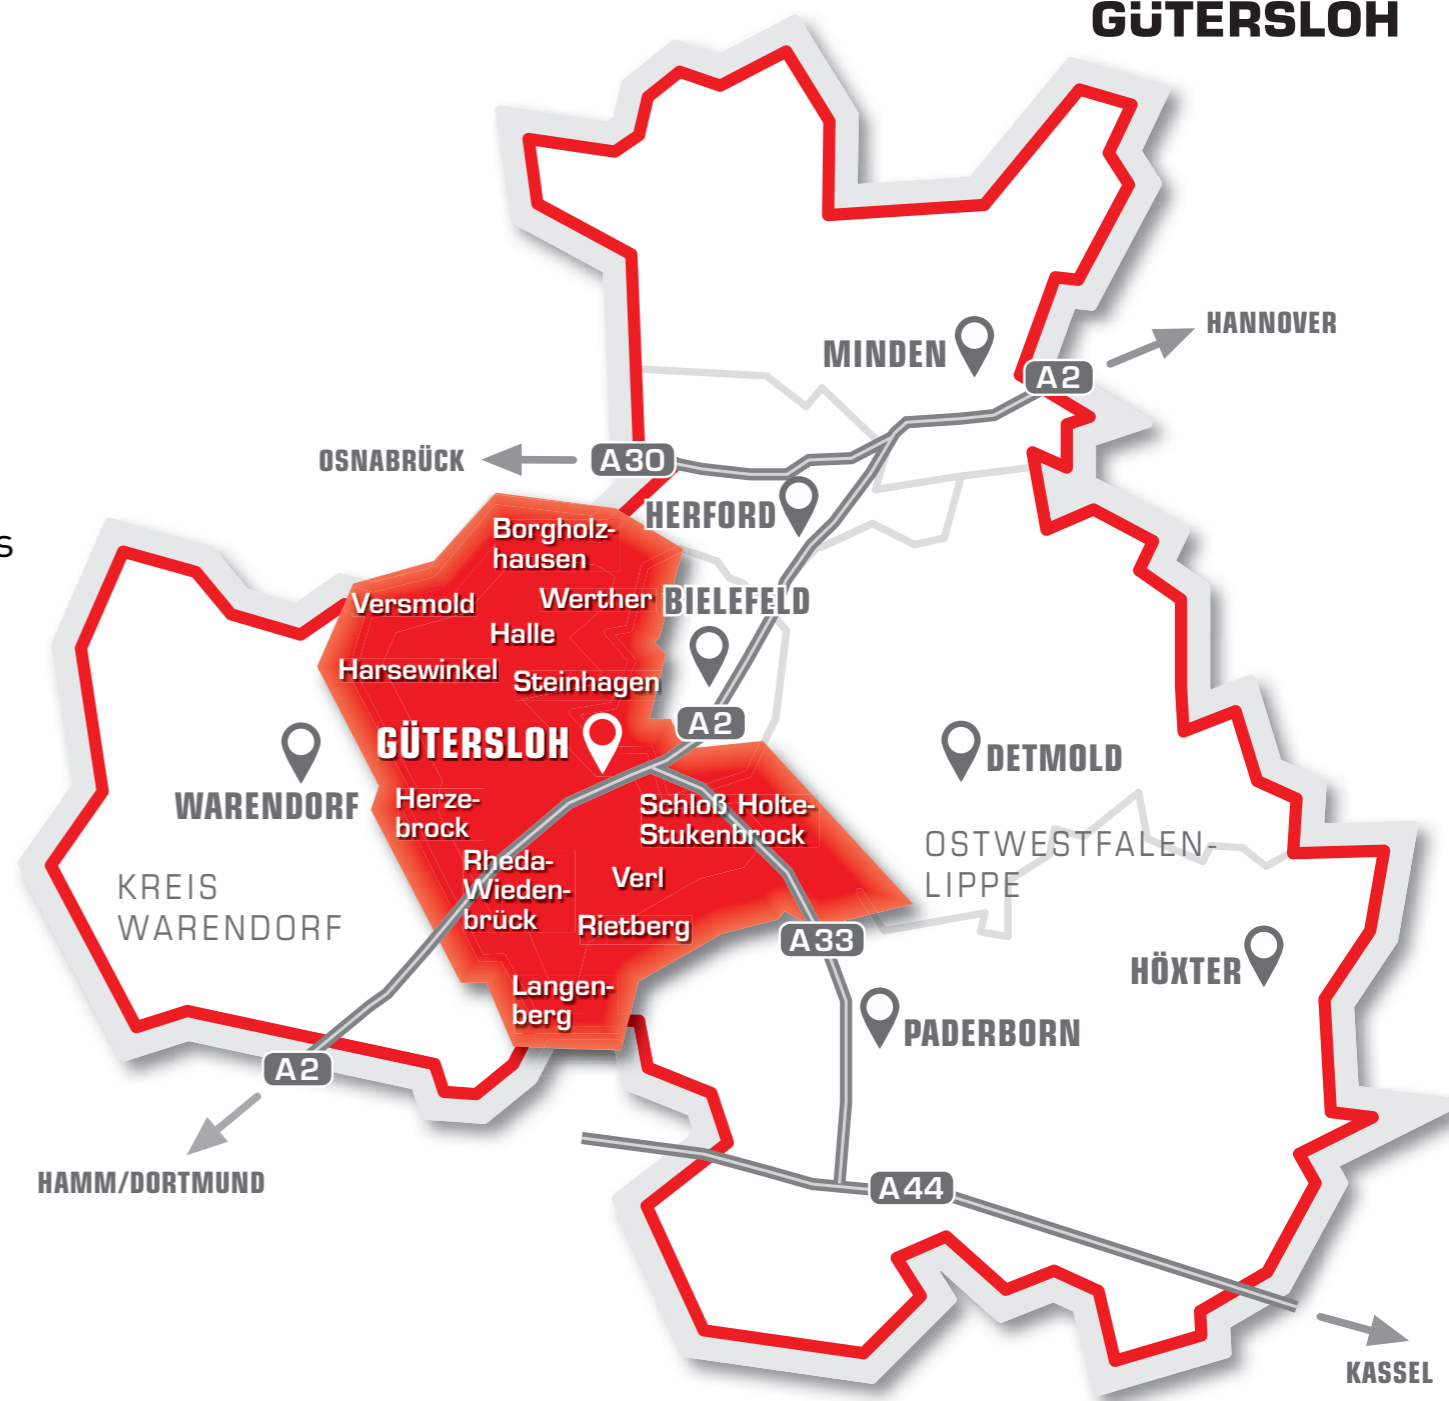 GÜTERSLOH
HANNOVER
MINDEN
A2
OSNABRÜCK
A30
HERFORD
s
Borgholz-
hausen
Versmold
Werther
BIELEFELD
Halle
Harsewinkel
Steinhagen
A2
GÜTERSLOH
DETMOLD
WARENDORF
Herze-
brock
Schloß Holte-
Stukenbrock
OSTWESTFALEN-
LIPPE
Rheda-
Wieden-
brück
Verl
KREIS
WARENDORF
Rietberg
A33
HÖXTER
Langen-
berg
PADERBORN
A2
HAMM/DORTMUND
A44
KASSEL